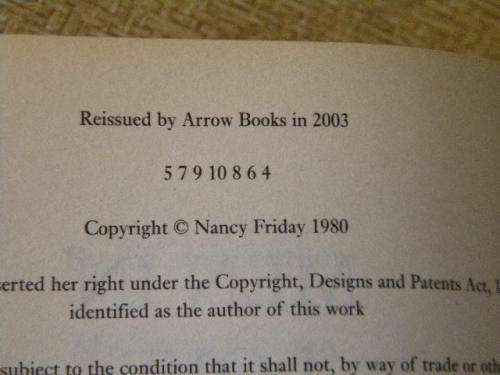 Reissued by Arrow Books in 2003
5 7 9 10 8 6 4
Copyright © Nancy Friday 1980
her right under the Copyright, Designs and Patents Act,
identified as the author of this work
subject to the condition that it shall not, by way of trade or